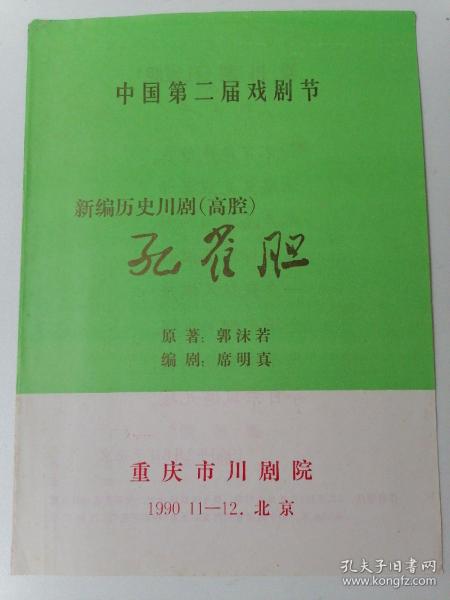 中国第二届戏剧节
新编历史川剧(高腔)
孔雀胆
原著：郭沫若
编剧：席明真
重庆市川剧院
1990 11—12. 北京
孔夫子旧书网
www.kongfz.com